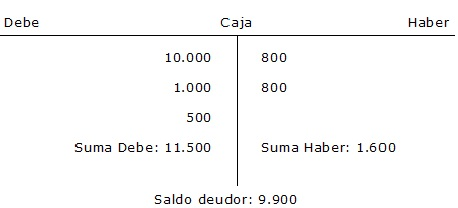 Debe Caja Haber
10.000 800
1.000 800
500
Suma Debe: 11.500 Suma Haber: 1.600
Saldo deudor: 9.900